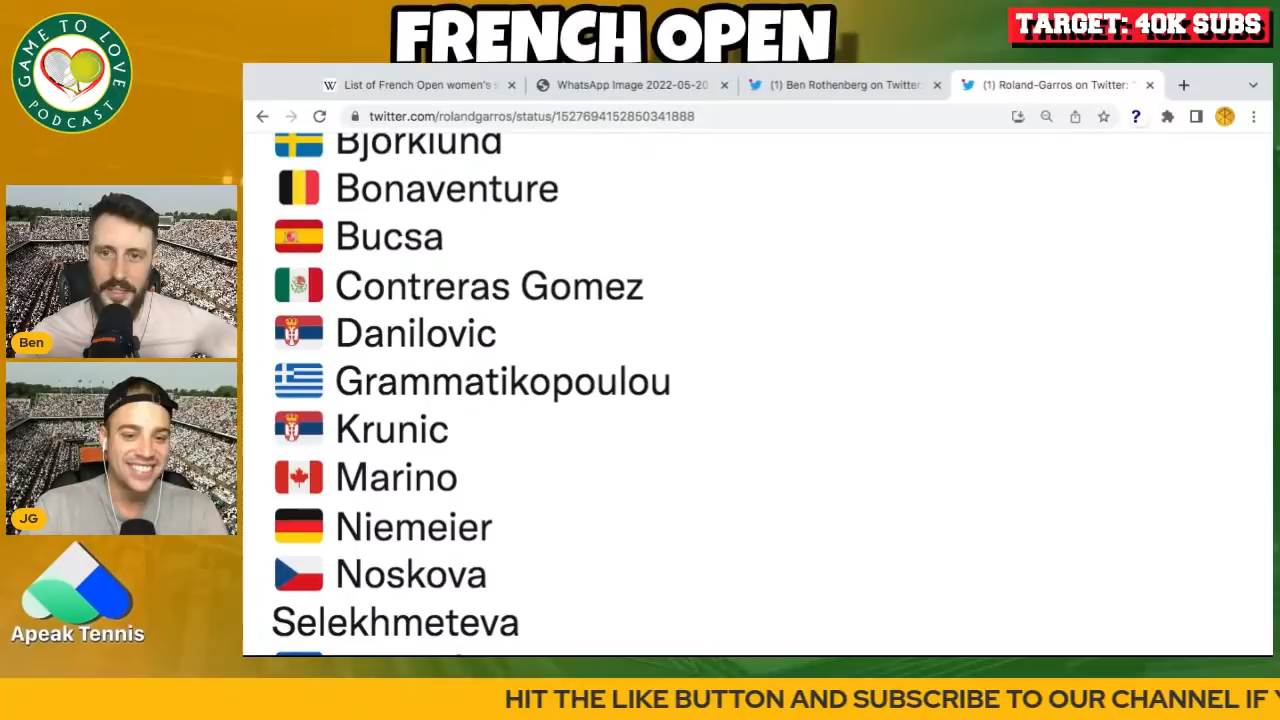 FRENCH OPEN
TARGET: 40K SUBS
GAME TO LOVE
PODCAST
List of French Open women's s
WhatsApp Image 2022-05-20
(1) Ben Rothenberg on Twitter:
(1) Roland-Garros on Twitter: "
twitter.com/rolandgarros/status/1527694152850341888
Björklund
Bonaventure
Bucsa
Contreras Gomez
Danilovic
Grammatikopoulou
Krunic
Marino
Niemeier
Noskova
Selekhmeteva
Ben
JG
Apeak Tennis
HIT THE LIKE BUTTON AND SUBSCRIBE TO OUR CHANNEL IF